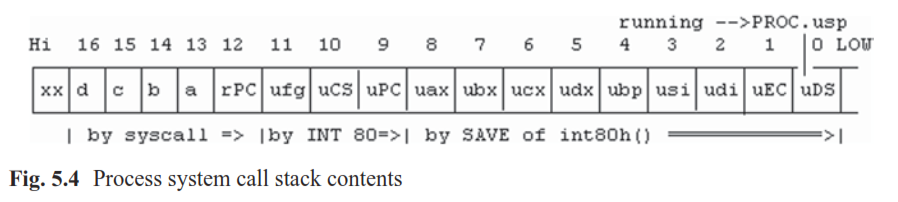 running -->PROC.usp
Hi 16 15 14 13 12 11 10 9 8 7 6 5 4 3 2 1 |0 LOW
xx d c b a rPC ufg uCS uPC uax ubx ucx udx ubp usi udi uEC uDS
| by syscall => |by INT 80=>| by SAVE of int80h() ===========>|
Fig. 5.4 Process system call stack contents